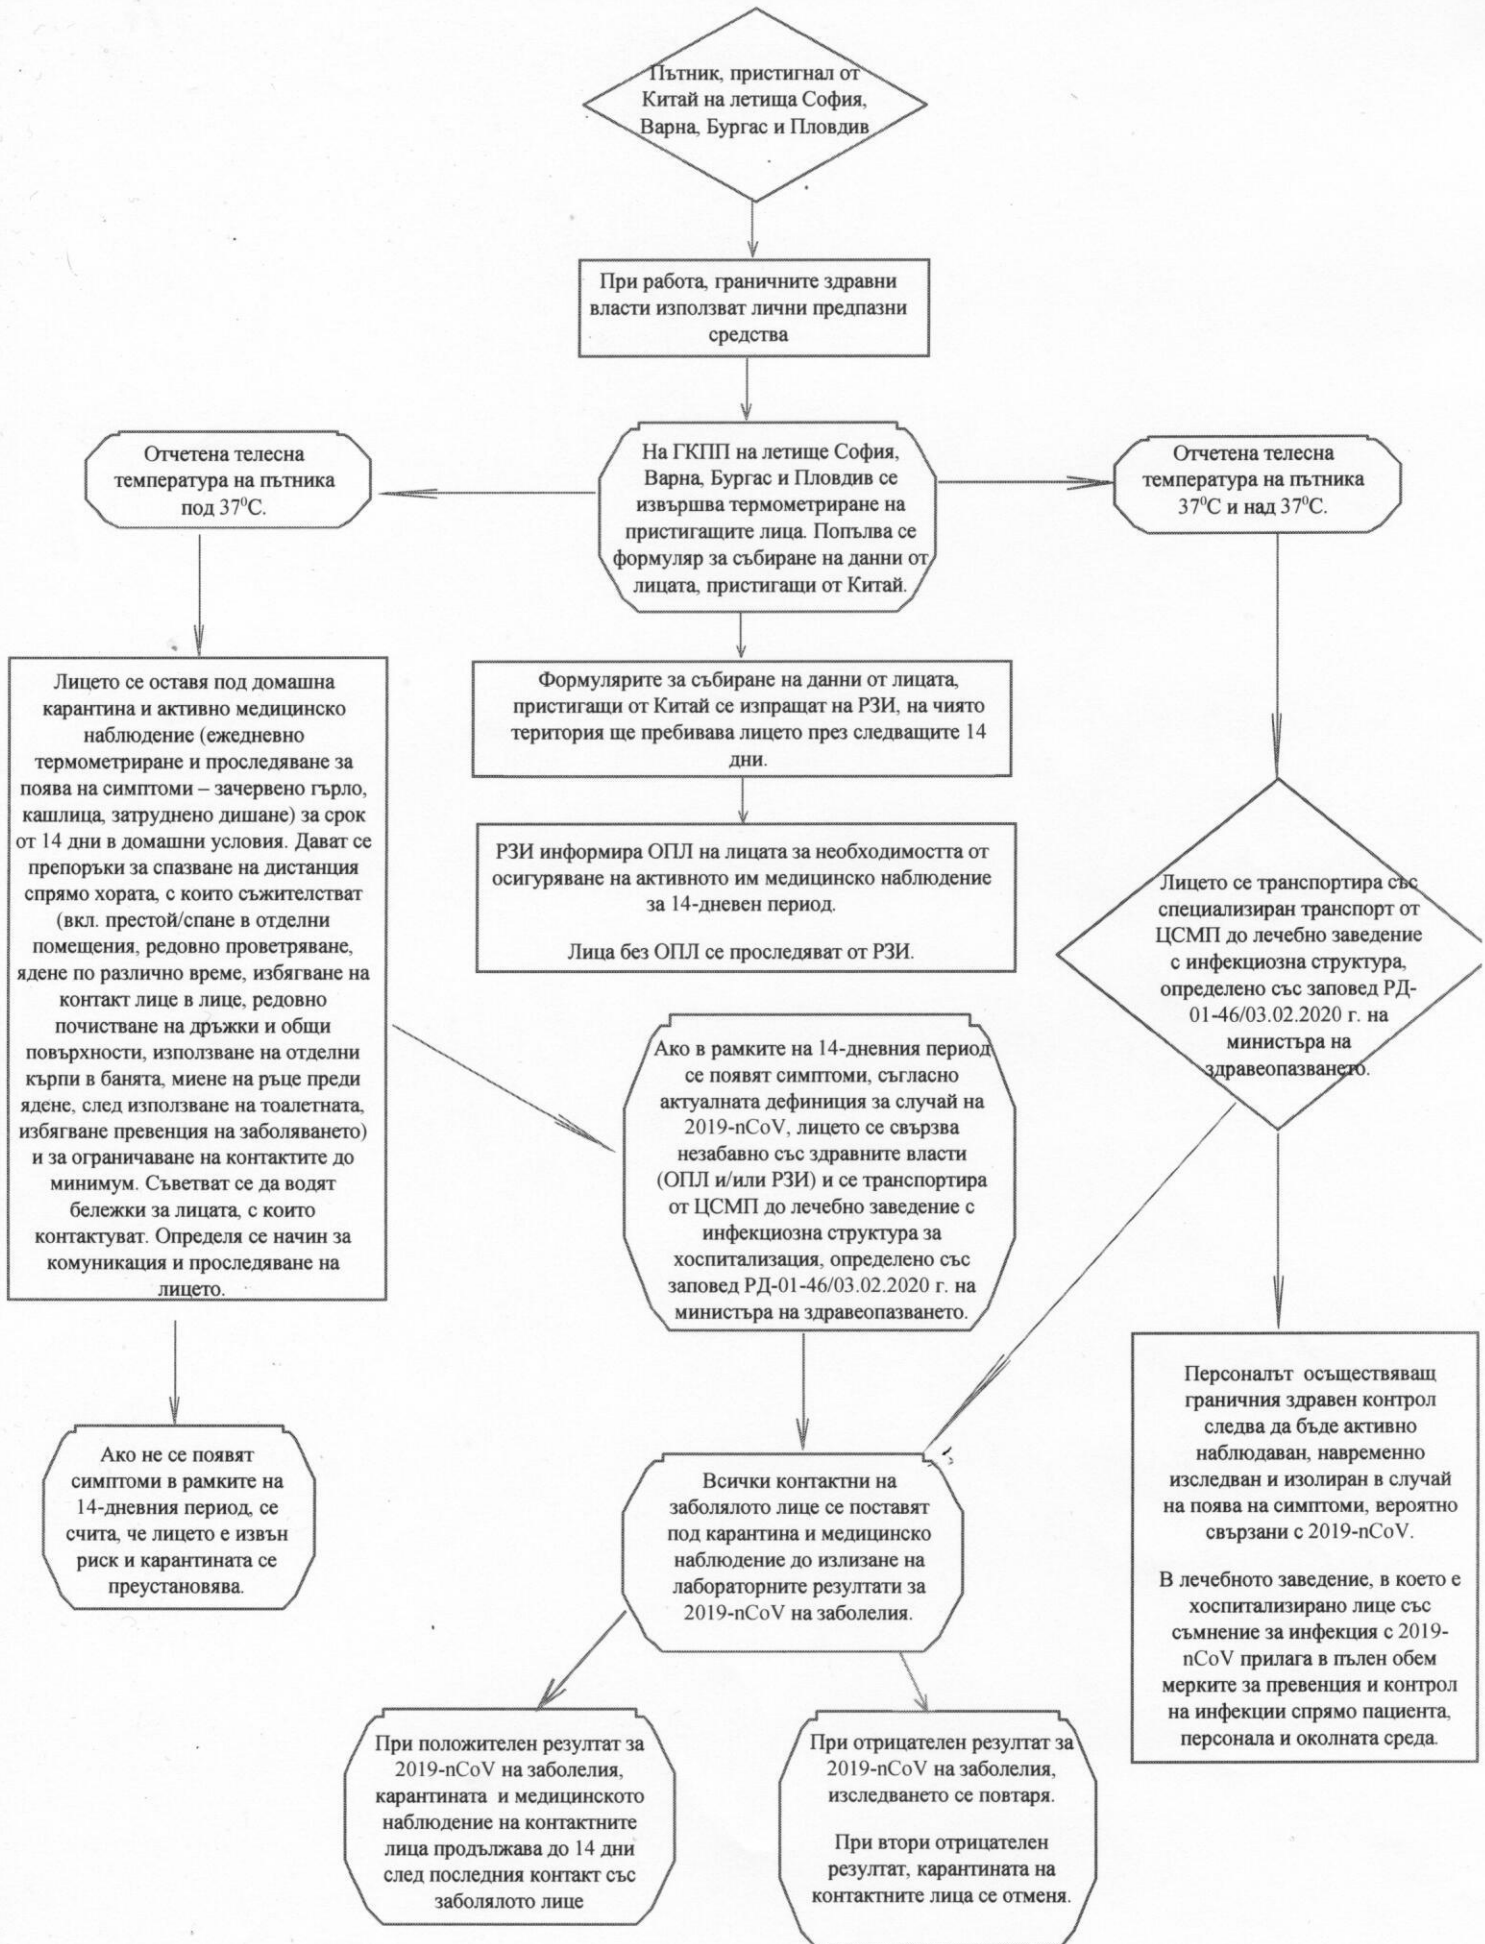 Пътник, пристигнал от
Китай на летища София,
Варна, Бургас и Пловдив
При работа, граничните здравни
власти използват лични предпазни
средства
Отчетена телесна
температура на пътника
под 37⁰С.
На ГКПП на летище София,
Варна, Бургас и Пловдив се
извършва термометриране на
пристигащите лица. Попълва се
формуляр за събиране на данни от
лицата, пристигащи от Китай.
Отчетена телесна
температура на пътника
37⁰С и над 37⁰С.
Лицето се оставя под домашна
карантина и активно медицинско
наблюдение (ежедневно
термометриране и проследяване за
поява на симптоми – зачервено гърло,
кашлица, затруднено дишане) за срок
от 14 дни в домашни условия. Дават се
препоръки за спазване на дистанция
спрямо хората, с които съжителстват
(вкл. престой/спане в отделни
помещения, редовно проветряване,
ядене по различно време, избягване на
контакт лице в лице, редовно
почистване на дръжки и общи
повърхности, използване на отделни
кърпи в банята, миене на ръце преди
ядене, след използване на тоалетната,
избягване превенция на заболяването)
и за ограничаване на контактите до
минимум. Съветват се да водят
бележки за лицата, с които
контактуват. Определя се начин за
комуникация и проследяване на
лицето.
Формулярите за събиране на данни от лицата,
пристигащи от Китай се изпращат на РЗИ, на чиято
територия ще пребивава лицето през следващите 14
дни.
РЗИ информира ОПЛ на лицата за необходимостта от
осигуряване на активното им медицинско наблюдение
за 14-дневен период.
Лица без ОПЛ се проследяват от РЗИ.
Лицето се транспортира със
специализиран транспорт от
ЦСМП до лечебно заведение
с инфекциозна структура,
определено със заповед РД-
01-46/03.02.2020 г. на
министъра на
здравеопазването.
Ако в рамките на 14-дневния период
се появят симптоми, съгласно
актуалната дефиниция за случай на
2019-nCoV, лицето се свързва
незабавно със здравните власти
(ОПЛ и/или РЗИ) и се транспортира
от ЦСМП до лечебно заведение с
инфекциозна структура за
хоспитализация, определено със
заповед РД-01-46/03.02.2020 г. на
министъра на здравеопазването.
Ако не се появят
симптоми в рамките на
14-дневния период, се
счита, че лицето е извън
риск и карантината се
преустановява.
Всички контактни на
заболялото лице се поставят
под карантина и медицинско
наблюдение до излизане на
лабораторните резултати за
2019-nCoV на заболелия.
Персоналът осъществяващ
граничния здравен контрол
следва да бъде активно
наблюдаван, навременно
изследван и изолиран в случай
на поява на симптоми, вероятно
свързани с 2019-nCoV.
В лечебното заведение, в което е
хоспитализирано лице със
съмнение за инфекция с 2019-
nCoV прилага в пълен обем
мерките за превенция и контрол
на инфекции спрямо пациента,
персонала и околната среда.
При положителен резултат за
2019-nCoV на заболелия,
карантината и медицинското
наблюдение на контактните
лица продължава до 14 дни
след последния контакт със
заболялото лице
При отрицателен резултат за
2019-nCoV на заболелия,
изследването се повтаря.
При втори отрицателен
резултат, карантината на
контактните лица се отменя.